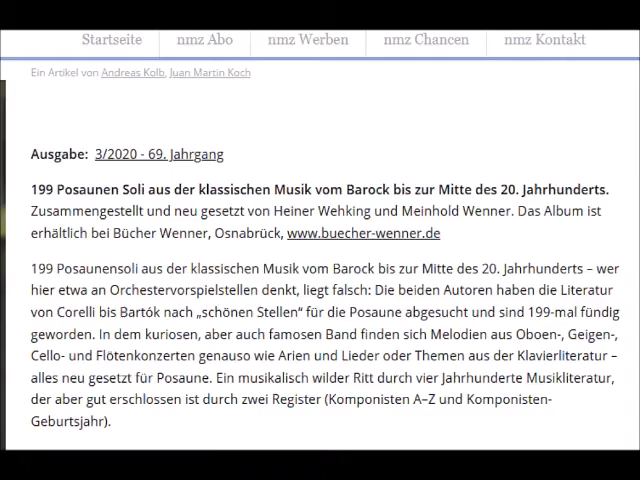 Startseite nmz Abo nmz Werben nmz Chancen nmz Kontakt
Ein Artikel von Andreas Kolb, Juan Martin Koch
Ausgabe: 3/2020 - 69. Jahrgang
199 Posaunen Soli aus der klassischen Musik vom Barock bis zur Mitte des 20. Jahrhunderts.
Zusammengestellt und neu gesetzt von Heiner Wehking und Meinhold Wenner. Das Album ist
erhältlich bei Bücher Wenner, Osnabrück, www.buecher-wenner.de
199 Posaunensoli aus der klassischen Musik vom Barock bis zur Mitte des 20. Jahrhunderts – wer
hier etwa an Orchestervorspielstellen denkt, liegt falsch: Die beiden Autoren haben die Literatur
von Corelli bis Bartók nach „schönen Stellen“ für die Posaune abgesucht und sind 199-mal fündig
geworden. In dem kuriosen, aber auch famosen Band finden sich Melodien aus Oboen-, Geigen-,
Cello- und Flötenkonzerten genauso wie Arien und Lieder oder Themen aus der Klavierliteratur –
alles neu gesetzt für Posaune. Ein musikalisch wilder Ritt durch vier Jahrhunderte Musikliteratur,
der aber gut erschlossen ist durch zwei Register (Komponisten A–Z und Komponisten-
Geburtsjahr).